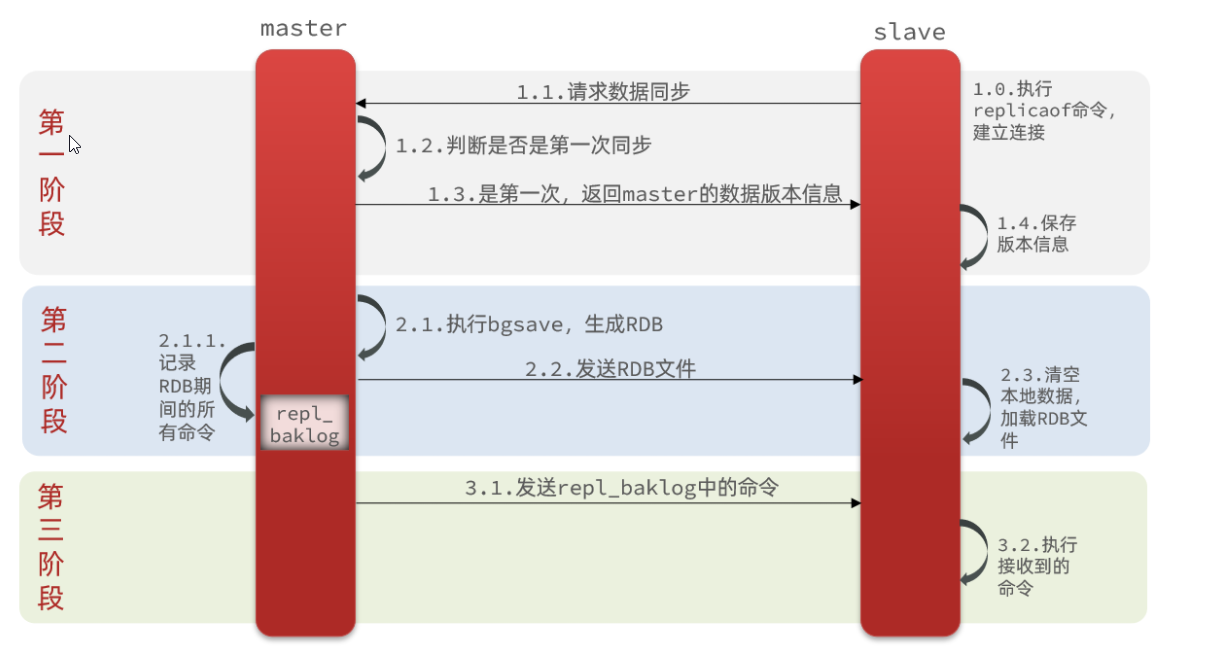 master
slave
第
一
阶
段
1.0.执行
replicaof命令，
建立连接
1.1.请求数据同步
1.2.判断是否是第一次同步
1.3.是第一次，返回master的数据版本信息
1.4.保存
版本信息
第
二
阶
段
2.1.执行bgsave，生成RDB
2.1.1.
记录
RDB期
间的所
有命令
repl_
baklog
2.2.发送RDB文件
2.3.清空
本地数据，
加载RDB文
件
第
三
阶
段
3.1.发送repl_baklog中的命令
3.2.执行
接收到的
命令